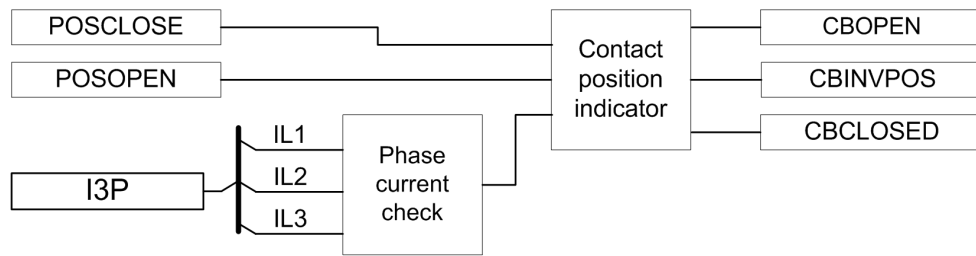 POSCLOSE
POSOPEN
I3P
IL1
IL2
IL3
Phase
current
check
Contact
position
indicator
CBOPEN
CBINVPOS
CBCLOSED